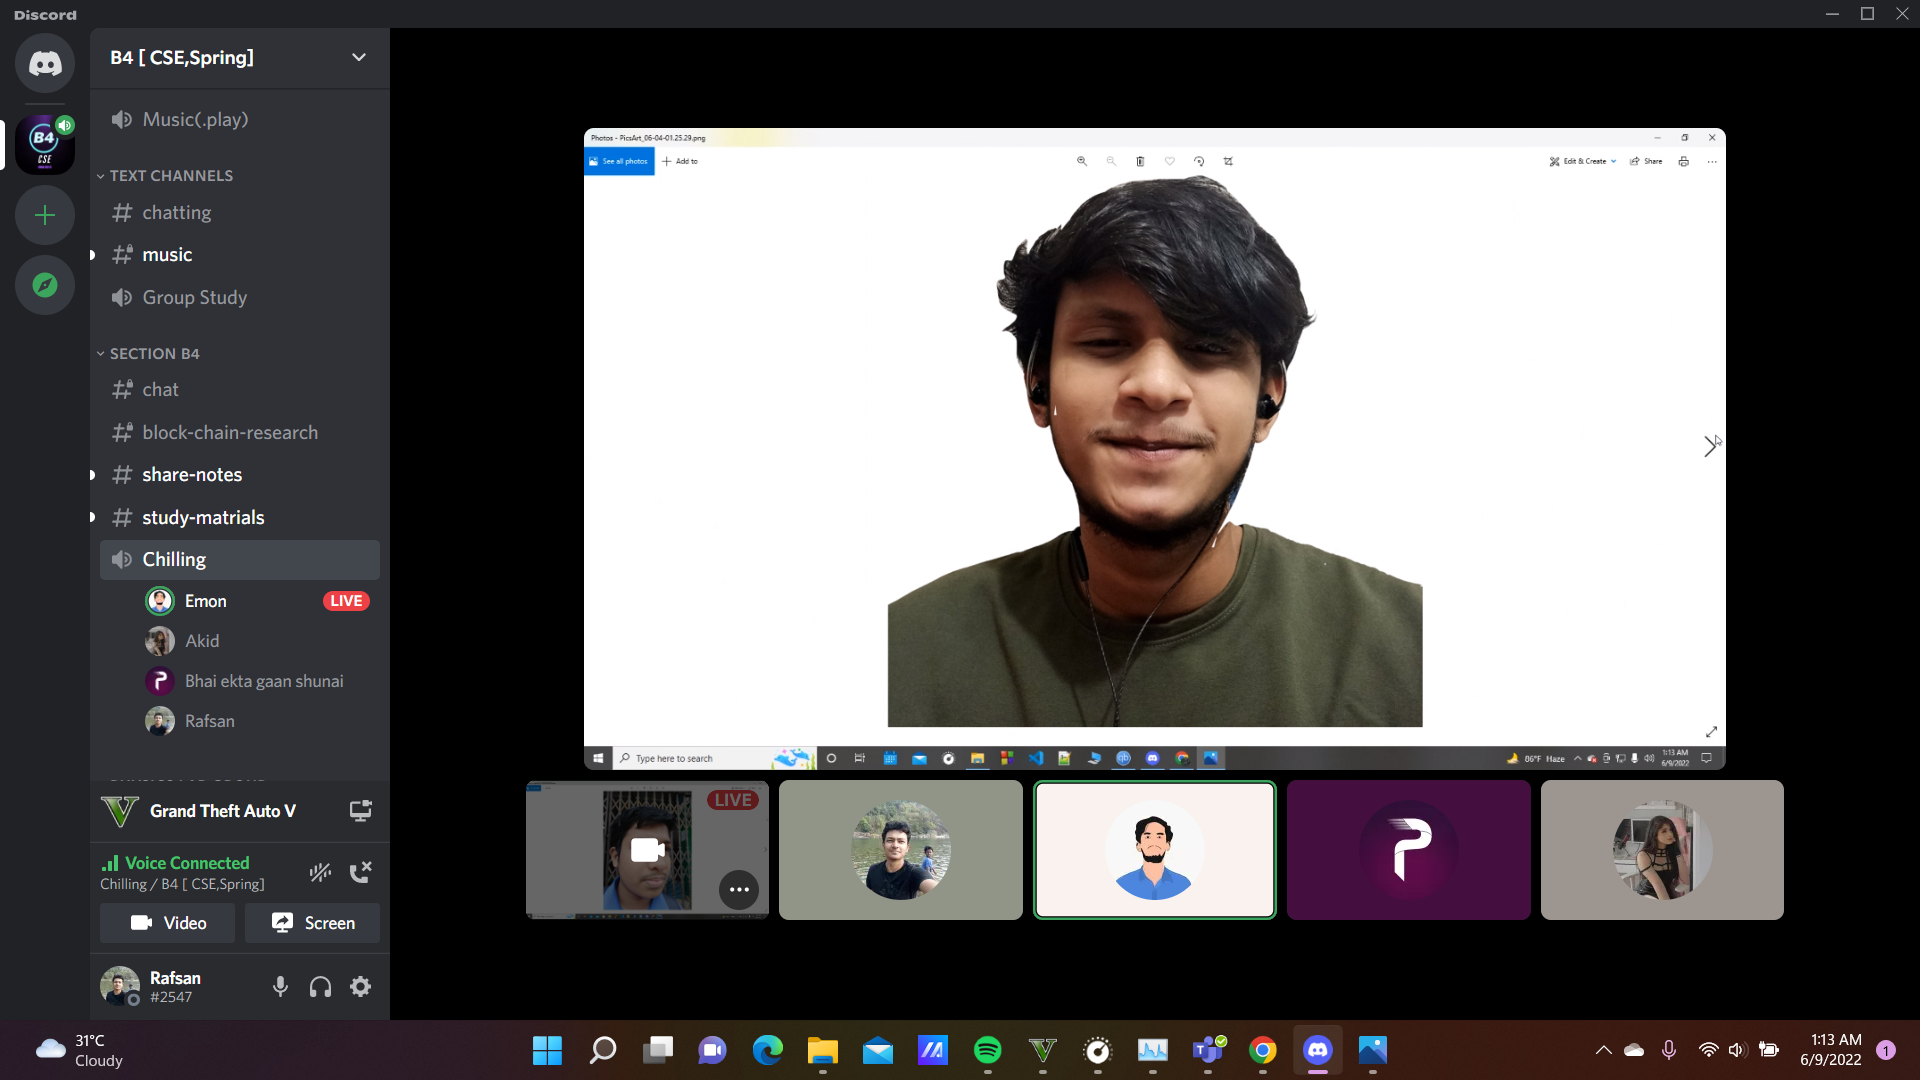 Discord
B4 [ CSE,Spring]
Music(.play)
B4
CSE
TEXT CHANNELS
chatting
music
Group Study
SECTION B4
chat
block-chain-research
share-notes
study-matrials
Chilling
Emon
LIVE
Akid
Bhai ekta gaan shunai
Rafsan
Grand Theft Auto V
Voice Connected
Chilling / B4 [ CSE,Spring]
Video
Screen
Rafsan
#2547
Photos - PicsArt_06-04-01.25.29.png
See all photos
Add to
Edit & Create
Share
Type here to search
86°F Haze
1:13 AM
6/9/2022
LIVE
P
31°C
Cloudy
1:13 AM
6/9/2022
1